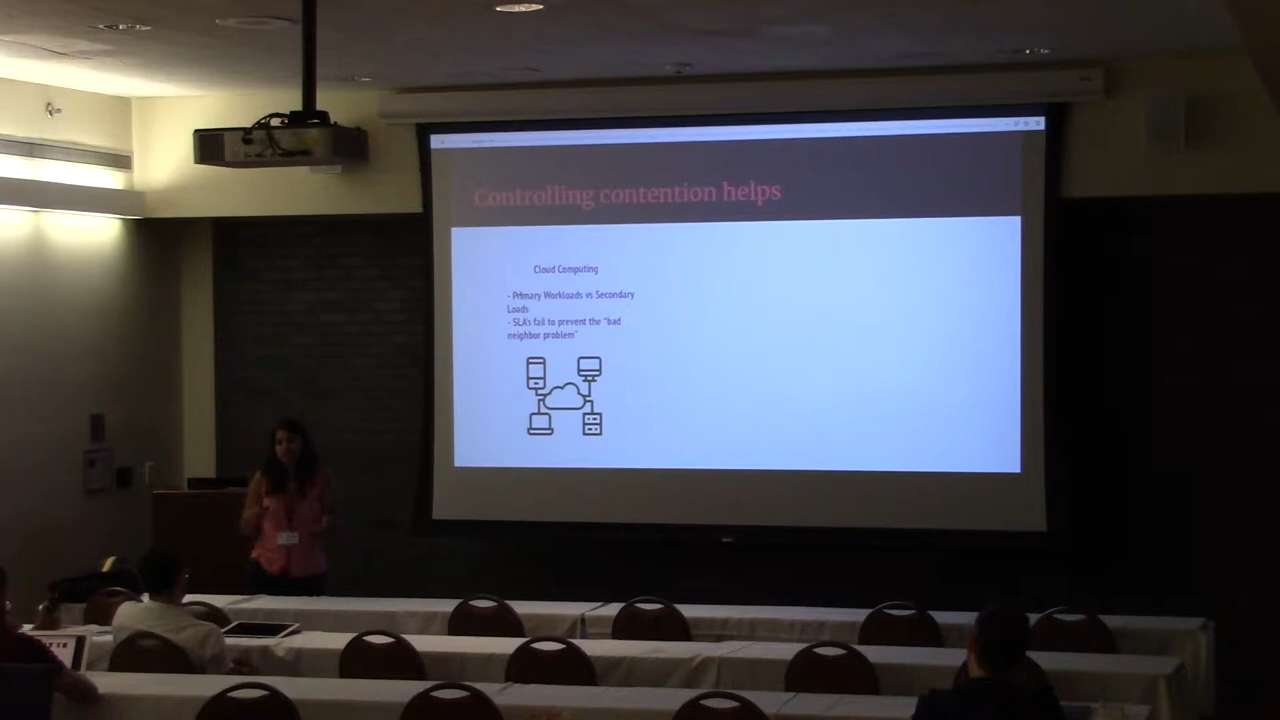 Controlling contention helps
Cloud Computing
- Primary Workloads vs Secondary
Loads
- SLA's fail to prevent the "bad
neighbor problem"